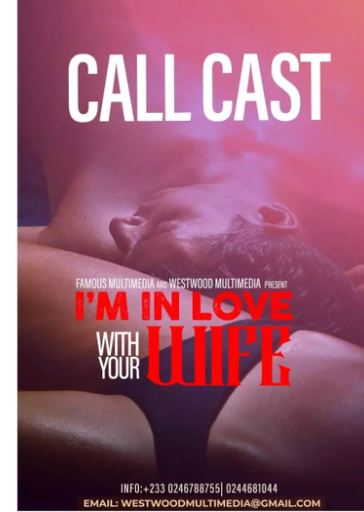 CALL CAST
FAMOUS MULTIMEDIA AND WESTWOOD MULTIMEDIA PRESENT
I'M IN LOVE
WITH YOUR WIFE
INFO:+233 0246788755| 0244681044
EMAIL: WESTWOODMULTIMEDIA@GMAIL.COM